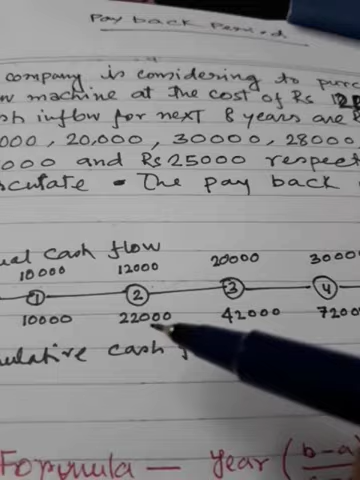 Pay back Period
company is considering to purc
machine at the cost of Rs
sh inflow for next 8 years are
000, 20,000, 30000, 28000,
000 and Rs 25000 respect
culate - The pay back
ual cash flow
10000 12000 20000 3000
1 2 3 4
10000 22000 42000 7200
ulative cash
Formula — year (b-a